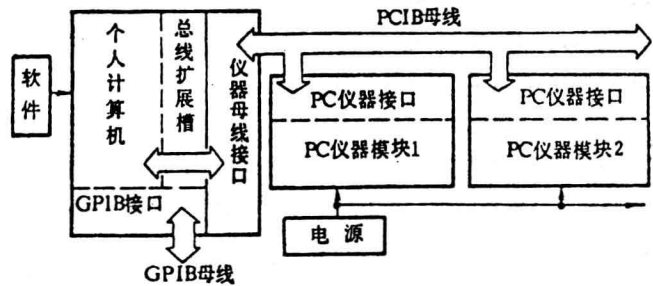 PCIB母线
软件
个人计算机
总线扩展槽
仪器母线接口
PC仪器接口
PC仪器模块1
PC仪器接口
PC仪器模块2
GPIB接口
电源
GPIB母线